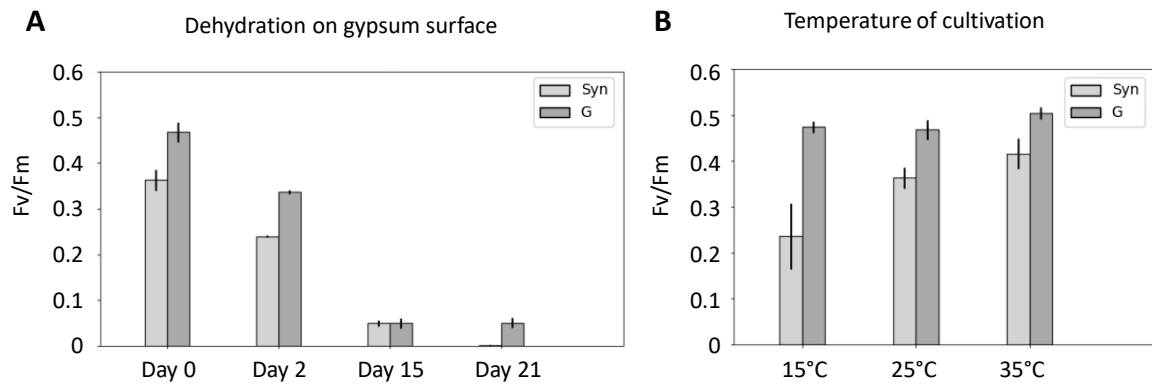 A
Dehydration on gypsum surface
0.6
0.5
0.4
0.3
0.2
0.1
0
Fv/Fm
Syn
G
Day 0
Day 2
Day 15
Day 21
B
Temperature of cultivation
0.6
0.5
0.4
0.3
0.2
0.1
0
Fv/Fm
Syn
G
15°C
25°C
35°C